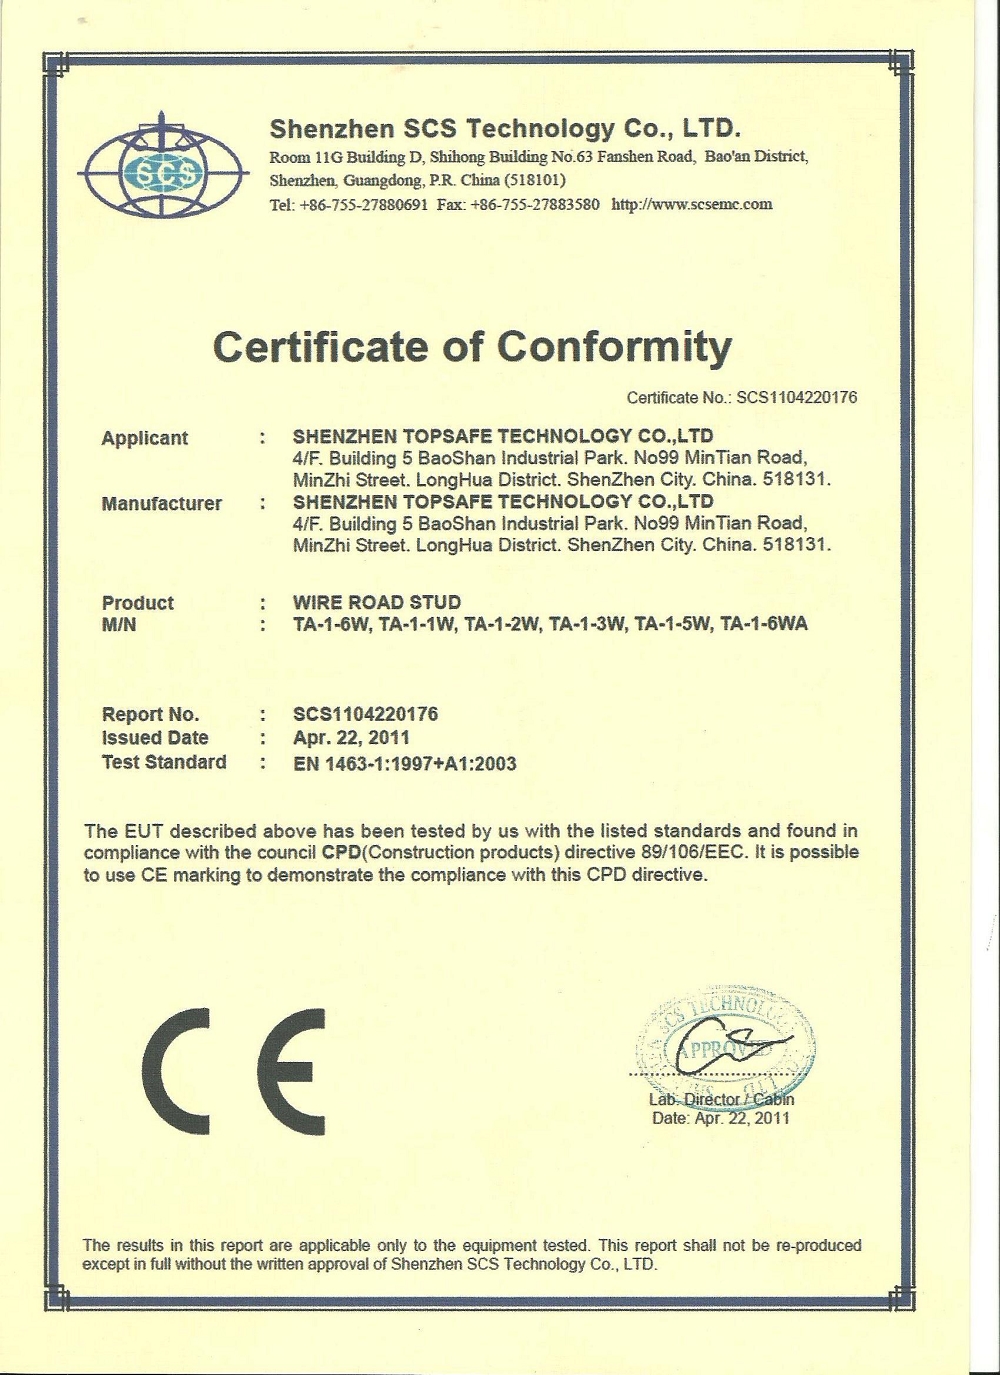 SCS
Shenzhen SCS Technology Co., LTD.
Room 11G Building D, Shihong Building No.63 Fanshen Road, Bao'an District,
Shenzhen, Guangdong, P.R. China (518101)
Tel: +86-755-27880691 Fax: +86-755-27883580 http://www.scsemc.com
Certificate of Conformity
Certificate No.: SCS1104220176
Applicant : SHENZHEN TOPSAFE TECHNOLOGY CO.,LTD
4/F. Building 5 BaoShan Industrial Park. No99 MinTian Road,
MinZhi Street. LongHua District. ShenZhen City. China. 518131.
Manufacturer : SHENZHEN TOPSAFE TECHNOLOGY CO.,LTD
4/F. Building 5 BaoShan Industrial Park. No99 MinTian Road,
MinZhi Street. LongHua District. ShenZhen City. China. 518131.
Product : WIRE ROAD STUD
M/N : TA-1-6W, TA-1-1W, TA-1-2W, TA-1-3W, TA-1-5W, TA-1-6WA
Report No. : SCS1104220176
Issued Date : Apr. 22, 2011
Test Standard : EN 1463-1:1997+A1:2003
The EUT described above has been tested by us with the listed standards and found in
compliance with the council CPD(Construction products) directive 89/106/EEC. It is possible
to use CE marking to demonstrate the compliance with this CPD directive.
CE
SCS TECHNOLOGY
APPROVED
LTD
Lab. Director / Cabin
Date: Apr. 22, 2011
The results in this report are applicable only to the equipment tested. This report shall not be re-produced
except in full without the written approval of Shenzhen SCS Technology Co., LTD.